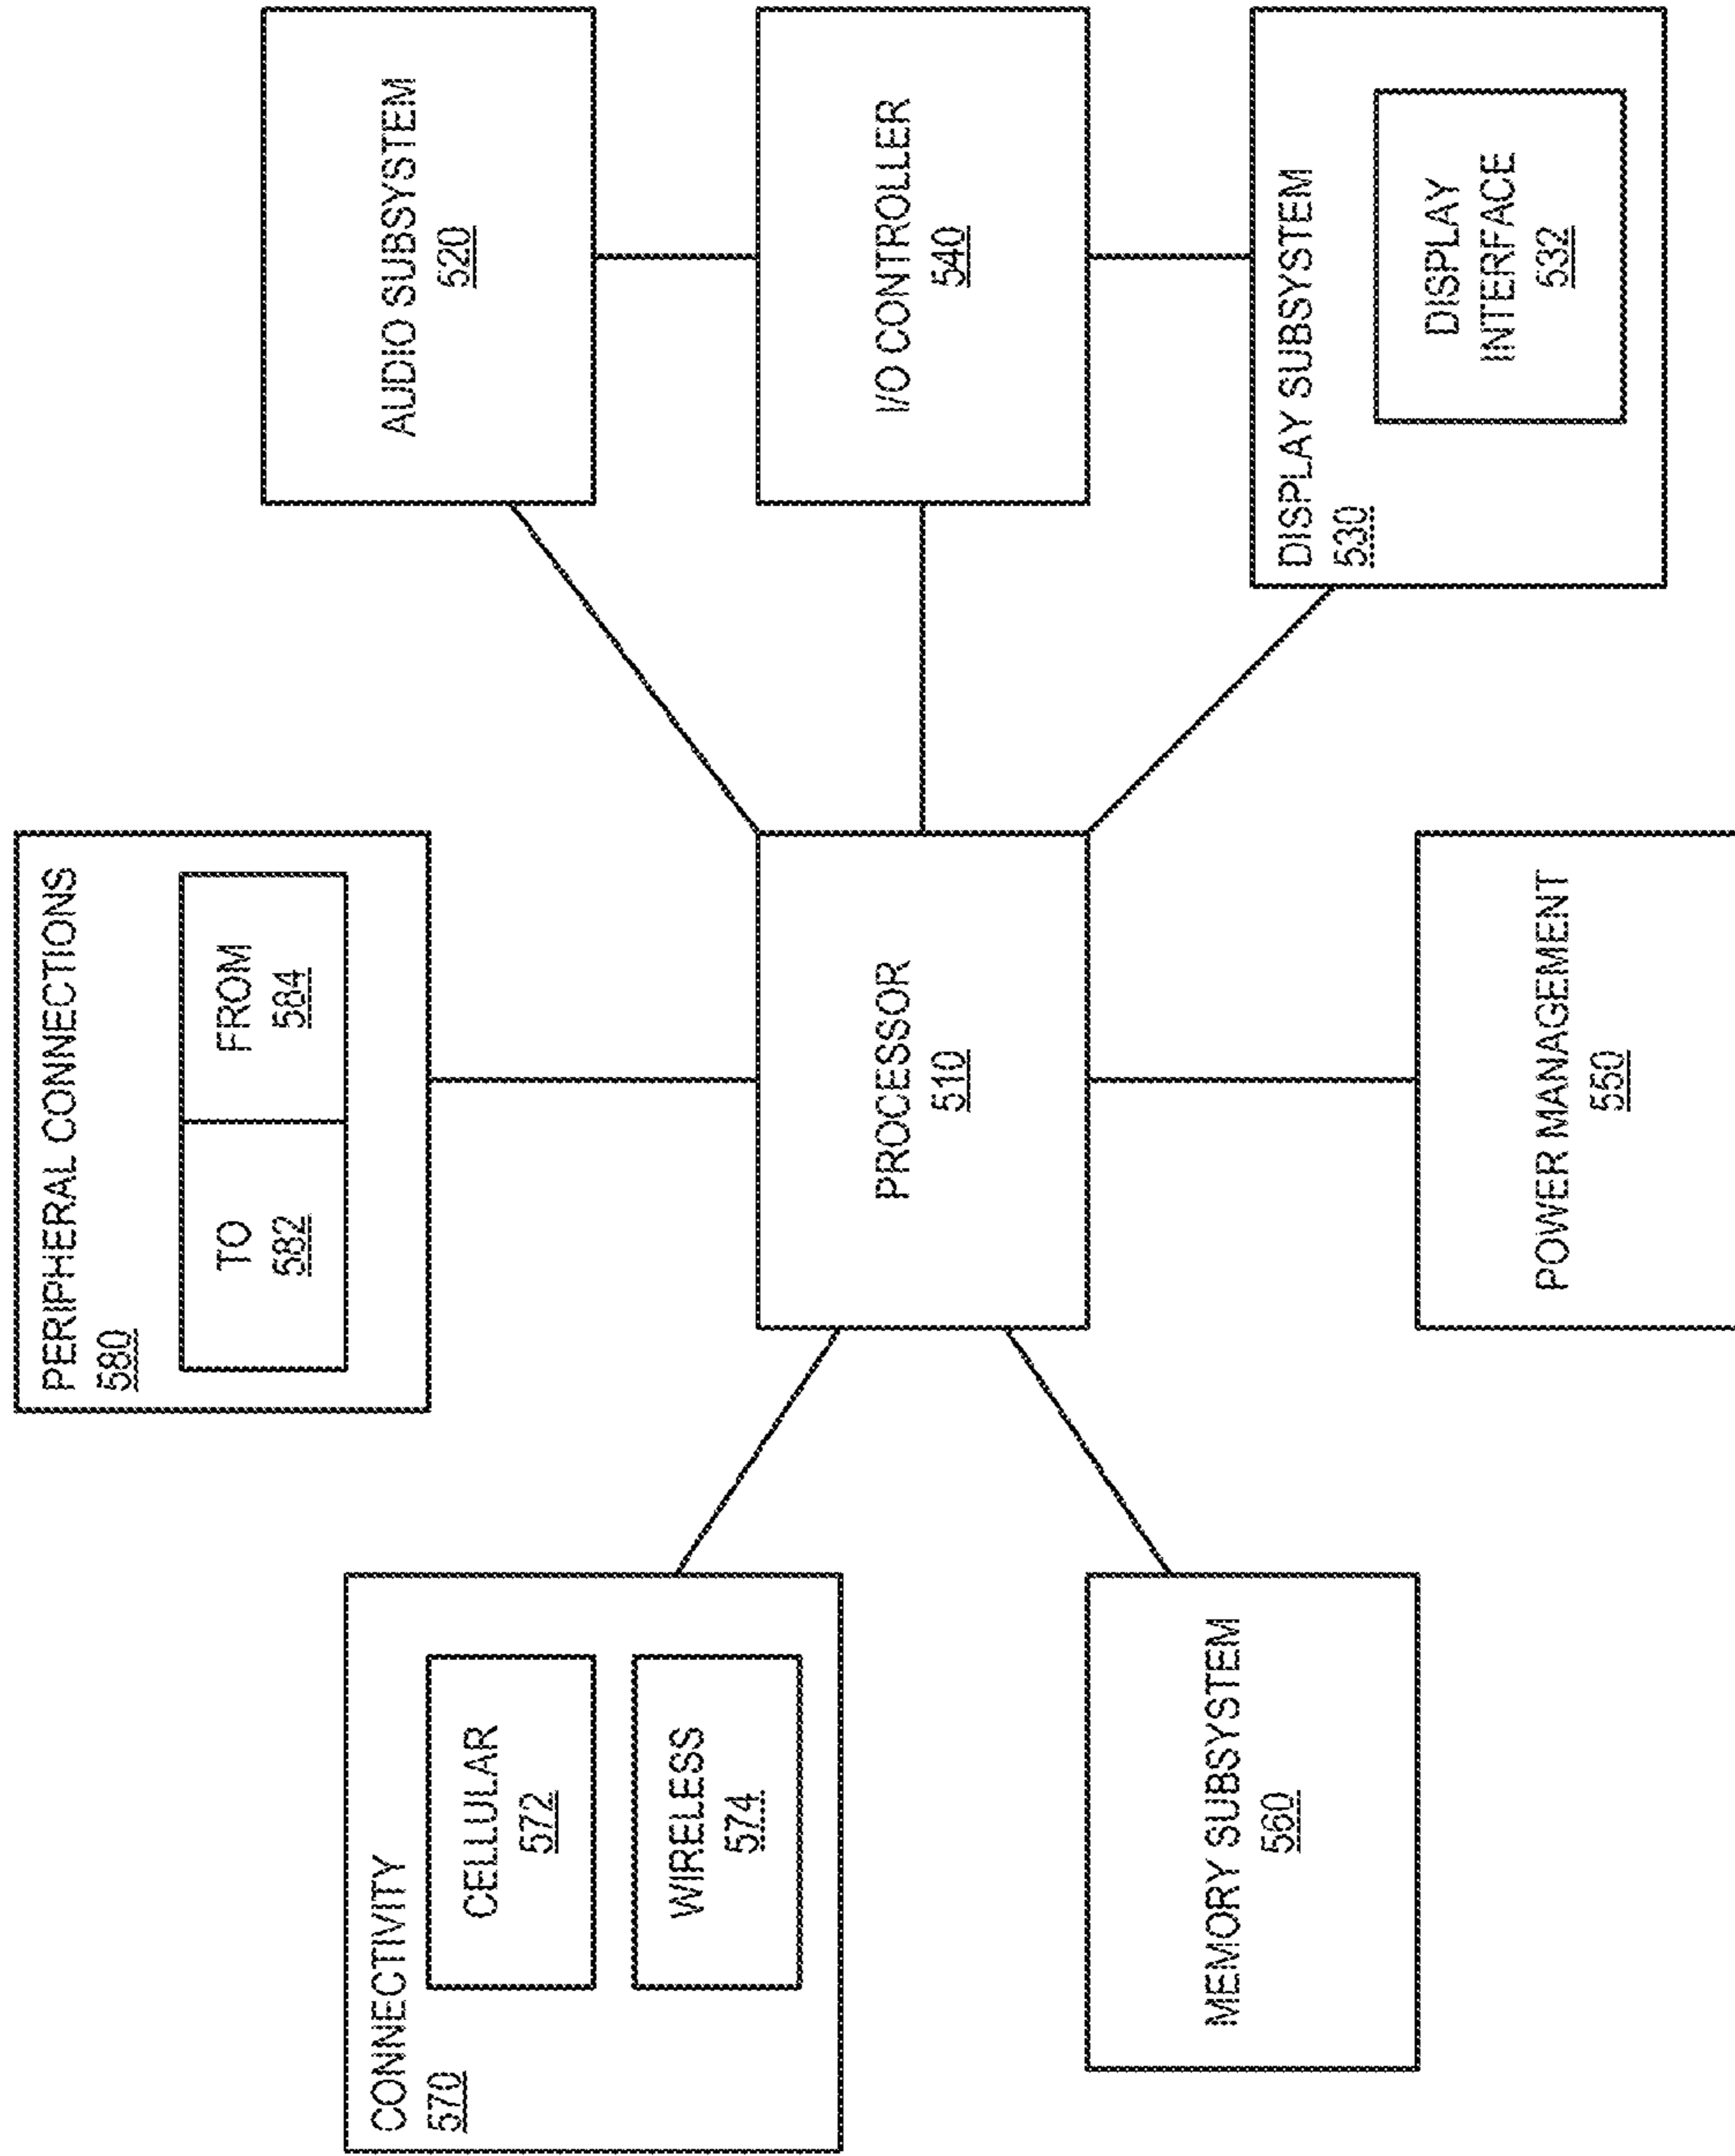 PERIPHERAL CONNECTIONS
580
TO
582
FROM
584
CONNECTIVITY
570
CELLULAR
572
WIRELESS
574
AUDIO SUBSYSTEM
520
PROCESSOR
510
I/O CONTROLLER
540
MEMORY SUBSYSTEM
560
DISPLAY SUBSYSTEM
530
DISPLAY
INTERFACE
532
POWER MANAGEMENT
550